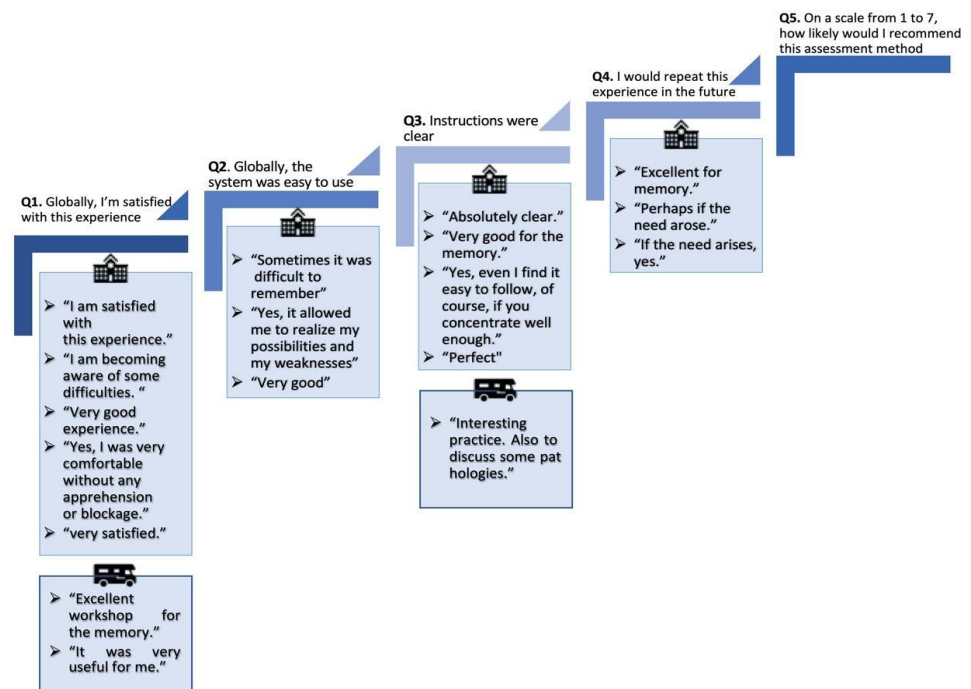 Q1. Globally, I’m satisfied
with this experience
“I am satisfied
with
this experience.”
“I am becoming
aware of some
difficulties. “
“Very good
experience.”
“Yes, I was very
comfortable
without any
apprehension
or blockage.”
“very satisfied.”
“Excellent
workshop for
the memory.”
“It was very
useful for me.”
Q2. Globally, the
system was easy to use
“Sometimes it was
difficult to
remember”
“Yes, it allowed
me to realize my
possibilities and
my weaknesses”
“Very good”
Q3. Instructions were
clear
“Absolutely clear.”
“Very good for the
memory.”
“Yes, even I find it
easy to follow, of
course, if you
concentrate well
enough.”
“Perfect"
“Interesting
practice. Also to
discuss some pat
hologies.”
Q4. I would repeat this
experience in the future
“Excellent for
memory.”
“Perhaps if the
need arose.”
“If the need arises,
yes.”
Q5. On a scale from 1 to 7,
how likely would I recommend
this assessment method